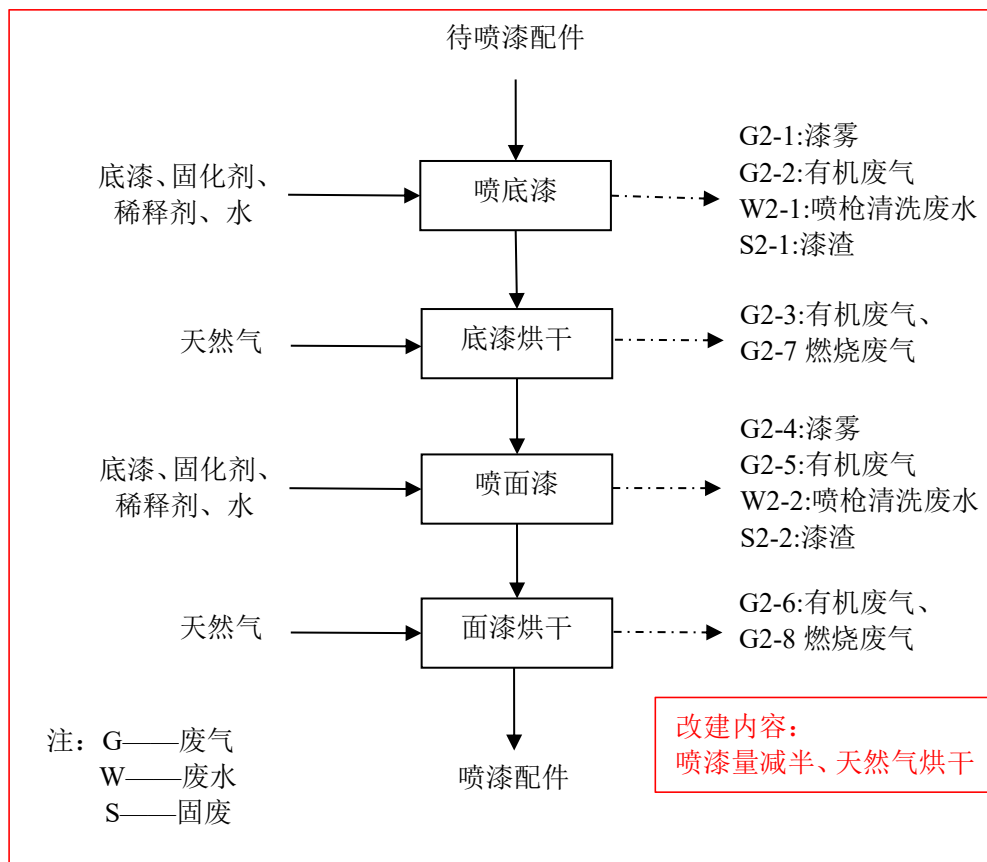 待喷漆配件
底漆、固化剂、
稀释剂、水
喷底漆
G2-1:漆雾
G2-2:有机废气
W2-1:喷枪清洗废水
S2-1:漆渣
天然气
底漆烘干
G2-3:有机废气、
G2-7 燃烧废气
底漆、固化剂、
稀释剂、水
喷面漆
G2-4:漆雾
G2-5:有机废气
W2-2:喷枪清洗废水
S2-2:漆渣
天然气
面漆烘干
G2-6:有机废气、
G2-8 燃烧废气
注：G——废气
W——废水
S——固废
喷漆配件
改建内容：
喷漆量减半、天然气烘干